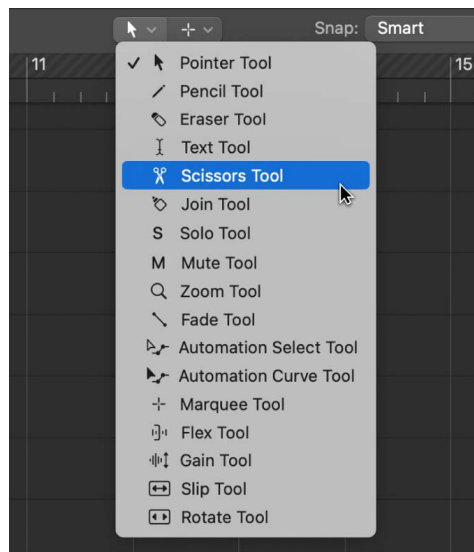 Snap: Smart
11 15
Pointer Tool
Pencil Tool
Eraser Tool
Text Tool
Scissors Tool
Join Tool
S Solo Tool
M Mute Tool
Zoom Tool
Fade Tool
Automation Select Tool
Automation Curve Tool
Marquee Tool
Flex Tool
Gain Tool
Slip Tool
Rotate Tool